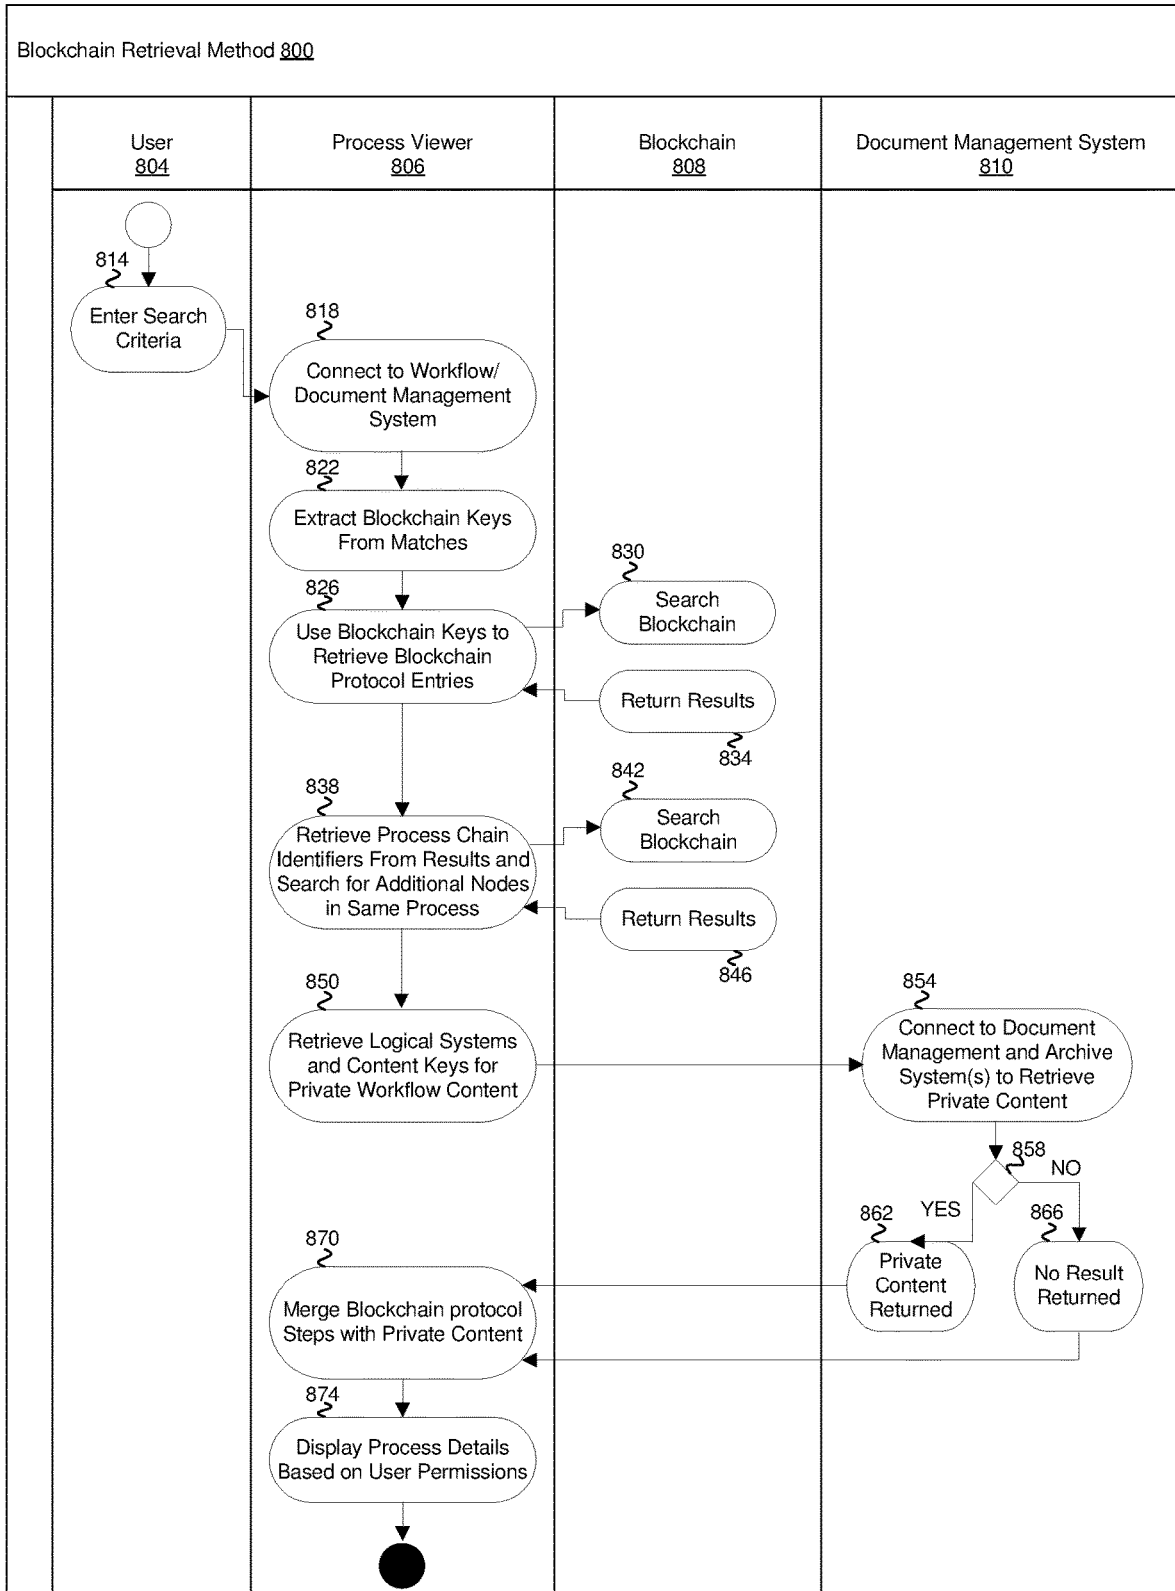 Blockchain Retrieval Method 800
User
804
Process Viewer
806
Blockchain
808
Document Management System
810
814
Enter Search
Criteria
818
Connect to Workflow/
Document Management
System
822
Extract Blockchain Keys
From Matches
826
Use Blockchain Keys to
Retrieve Blockchain
Protocol Entries
830
Search
Blockchain
Return Results
834
838
Retrieve Process Chain
Identifiers From Results and
Search for Additional Nodes
in Same Process
842
Search
Blockchain
Return Results
846
850
Retrieve Logical Systems
and Content Keys for
Private Workflow Content
854
Connect to Document
Management and Archive
System(s) to Retrieve
Private Content
858
YES
NO
862
Private
Content
Returned
866
No Result
Returned
870
Merge Blockchain protocol
Steps with Private Content
874
Display Process Details
Based on User Permissions